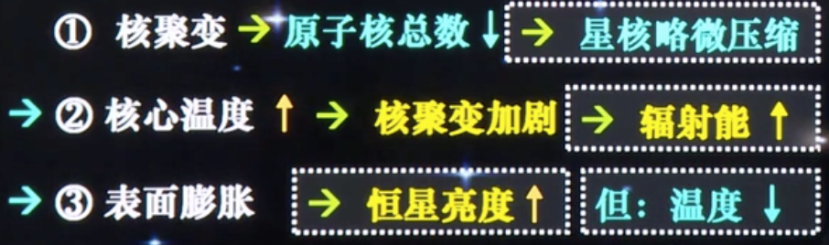 ① 核聚变 → 原子核总数 ↓ → 星核略微压缩
→ ② 核心温度 ↑ → 核聚变加剧 → 辐射能 ↑
→ ③ 表面膨胀 → 恒星亮度 ↑ 但：温度 ↓